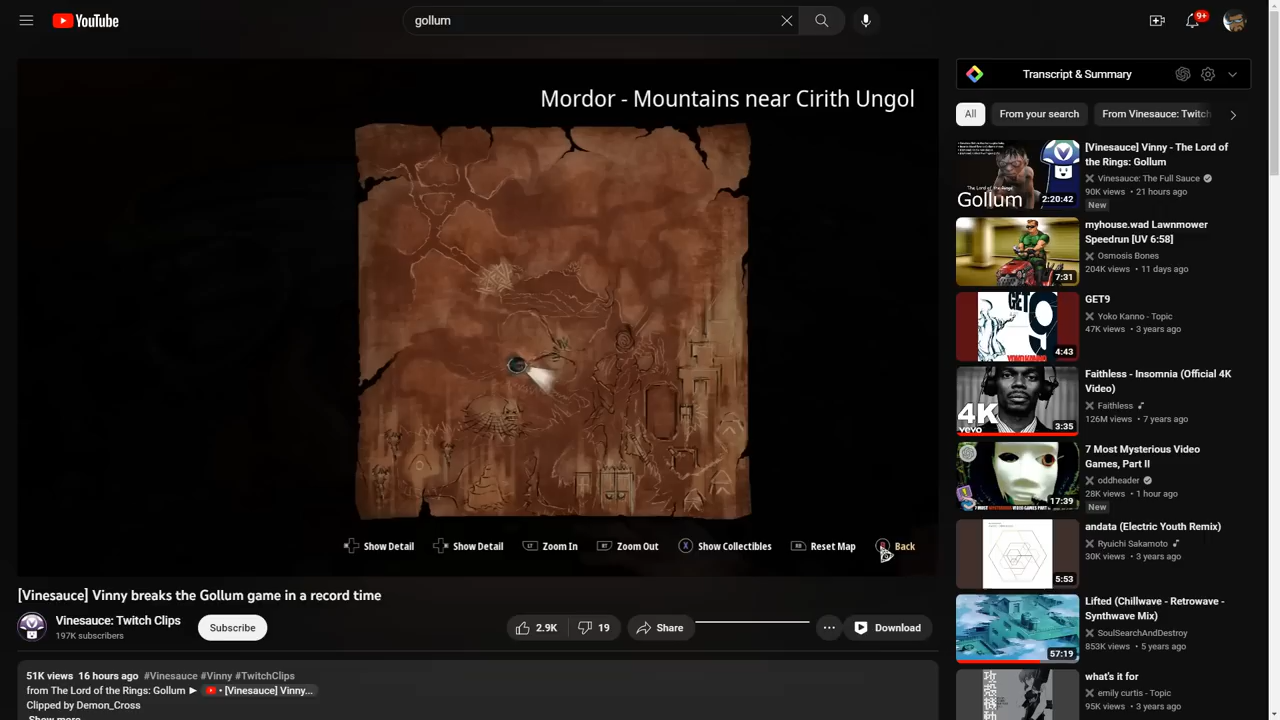 YouTube
gollum
9+
Mordor - Mountains near Cirith Ungol
Show Detail
Show Detail
LT Zoom In
RT Zoom Out
X Show Collectibles
Reset Map
Back
[Vinesauce] Vinny breaks the Gollum game in a record time
Vinesauce: Twitch Clips
197K subscribers
Subscribe
2.9K
19
Share
Download
51K views 16 hours ago #Vinesauce #Vinny #TwitchClips
from The Lord of the Rings: Gollum ▶ • [Vinesauce] Vinny...
Clipped by Demon_Cross
Show more
Transcript & Summary
All
From your search
From Vinesauce: Twitch
Gollum
2:20:42
[Vinesauce] Vinny - The Lord
of the Rings: Gollum
Vinesauce: The Full Sauce
90K views • 21 hours ago
New
7:31
myhouse.wad Lawnmower
Speedrun [UV 6:58]
Osmosis Bones
204K views • 11 days ago
GET
9
4:43
GET9
Yoko Kanno - Topic
47K views • 3 years ago
4K
vevo
3:35
Faithless - Insomnia (Official 4K
Video)
Faithless
126M views • 7 years ago
17:39
7 Most Mysterious Video
Games, Part II
oddheader
28K views • 1 hour ago
New
5:53
andata (Electric Youth Remix)
Ryuichi Sakamoto
30K views • 3 years ago
57:19
Lifted (Chillwave - Retrowave -
Synthwave Mix)
SoulSearchAndDestroy
853K views • 5 years ago
what's it for
emily curtis - Topic
95K views • 3 years ago